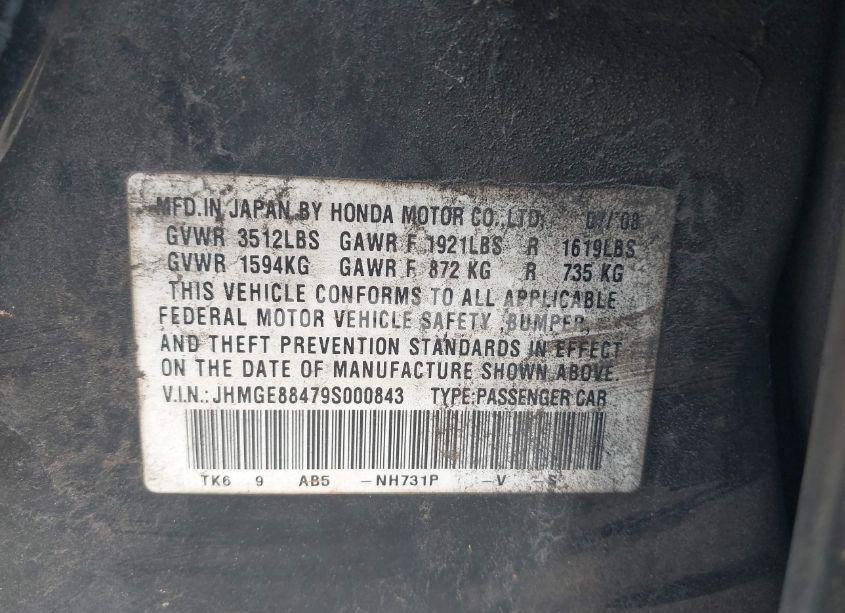 MFD.IN JAPAN BY HONDA MOTOR CO.,LTD. 07/'08
GVWR 3512LBS GAWR F 1921LBS R 1619LBS
GVWR 1594KG GAWR F 872 KG R 735 KG
THIS VEHICLE CONFORMS TO ALL APPLICABLE
FEDERAL MOTOR VEHICLE SAFETY ,BUMPER,
AND THEFT PREVENTION STANDARDS IN EFFECT
ON THE DATE OF MANUFACTURE SHOWN ABOVE.
V.I.N.: JHMGE88479S000843 TYPE:PASSENGER CAR
TK6 9 AB5 -NH731P -V -S